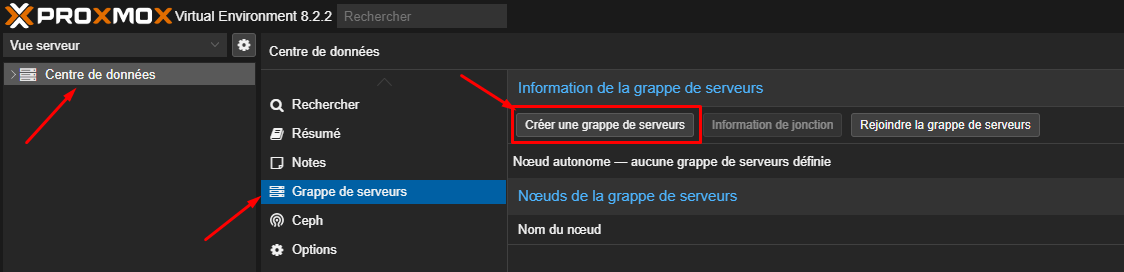 PROXMOX Virtual Environment 8.2.2 Rechercher
Vue serveur
Centre de données
Centre de données
Rechercher
Résumé
Notes
Grappe de serveurs
Ceph
Options
Information de la grappe de serveurs
Créer une grappe de serveurs Information de jonction Rejoindre la grappe de serveurs
Nœud autonome — aucune grappe de serveurs définie
Nœuds de la grappe de serveurs
Nom du nœud